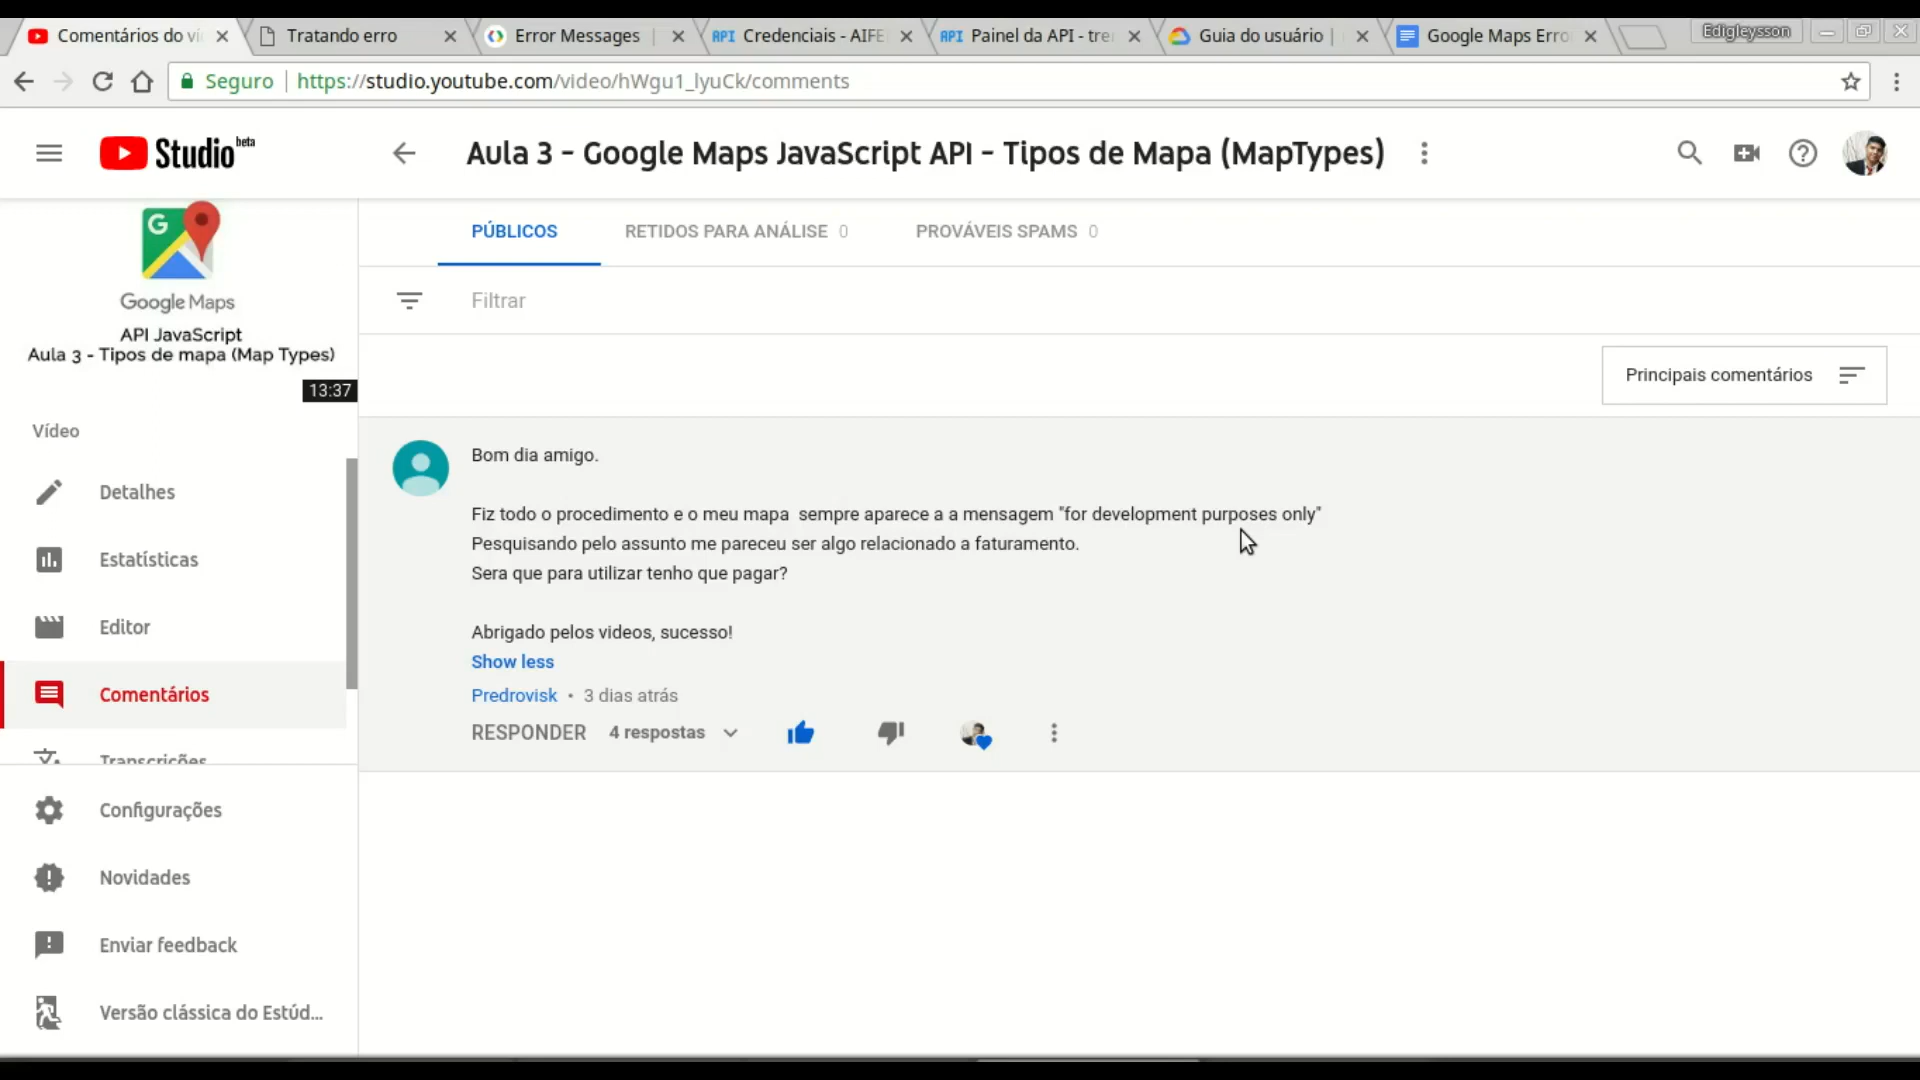 Comentários do ví
Tratando erro
Error Messages
API Credenciais - AIFE
API Painel da API - tre
Guia do usuário
Google Maps Erro
Edigleysson
Seguro
https://studio.youtube.com/video/hWgu1_lyuCk/comments
Studio beta
Aula 3 - Google Maps JavaScript API - Tipos de Mapa (MapTypes)
G
Google Maps
API JavaScript
Aula 3 - Tipos de mapa (Map Types)
13:37
PÚBLICOS
RETIDOS PARA ANÁLISE 0
PROVÁVEIS SPAMS 0
Filtrar
Principais comentários
Vídeo
Detalhes
Estatísticas
Editor
Comentários
Transcrições
Configurações
Novidades
Enviar feedback
Versão clássica do Estúd...
Bom dia amigo.
Fiz todo o procedimento e o meu mapa sempre aparece a a mensagem "for development purposes only"
Pesquisando pelo assunto me pareceu ser algo relacionado a faturamento.
Sera que para utilizar tenho que pagar?
Abrigado pelos videos, sucesso!
Show less
Predrovisk • 3 dias atrás
RESPONDER 4 respostas